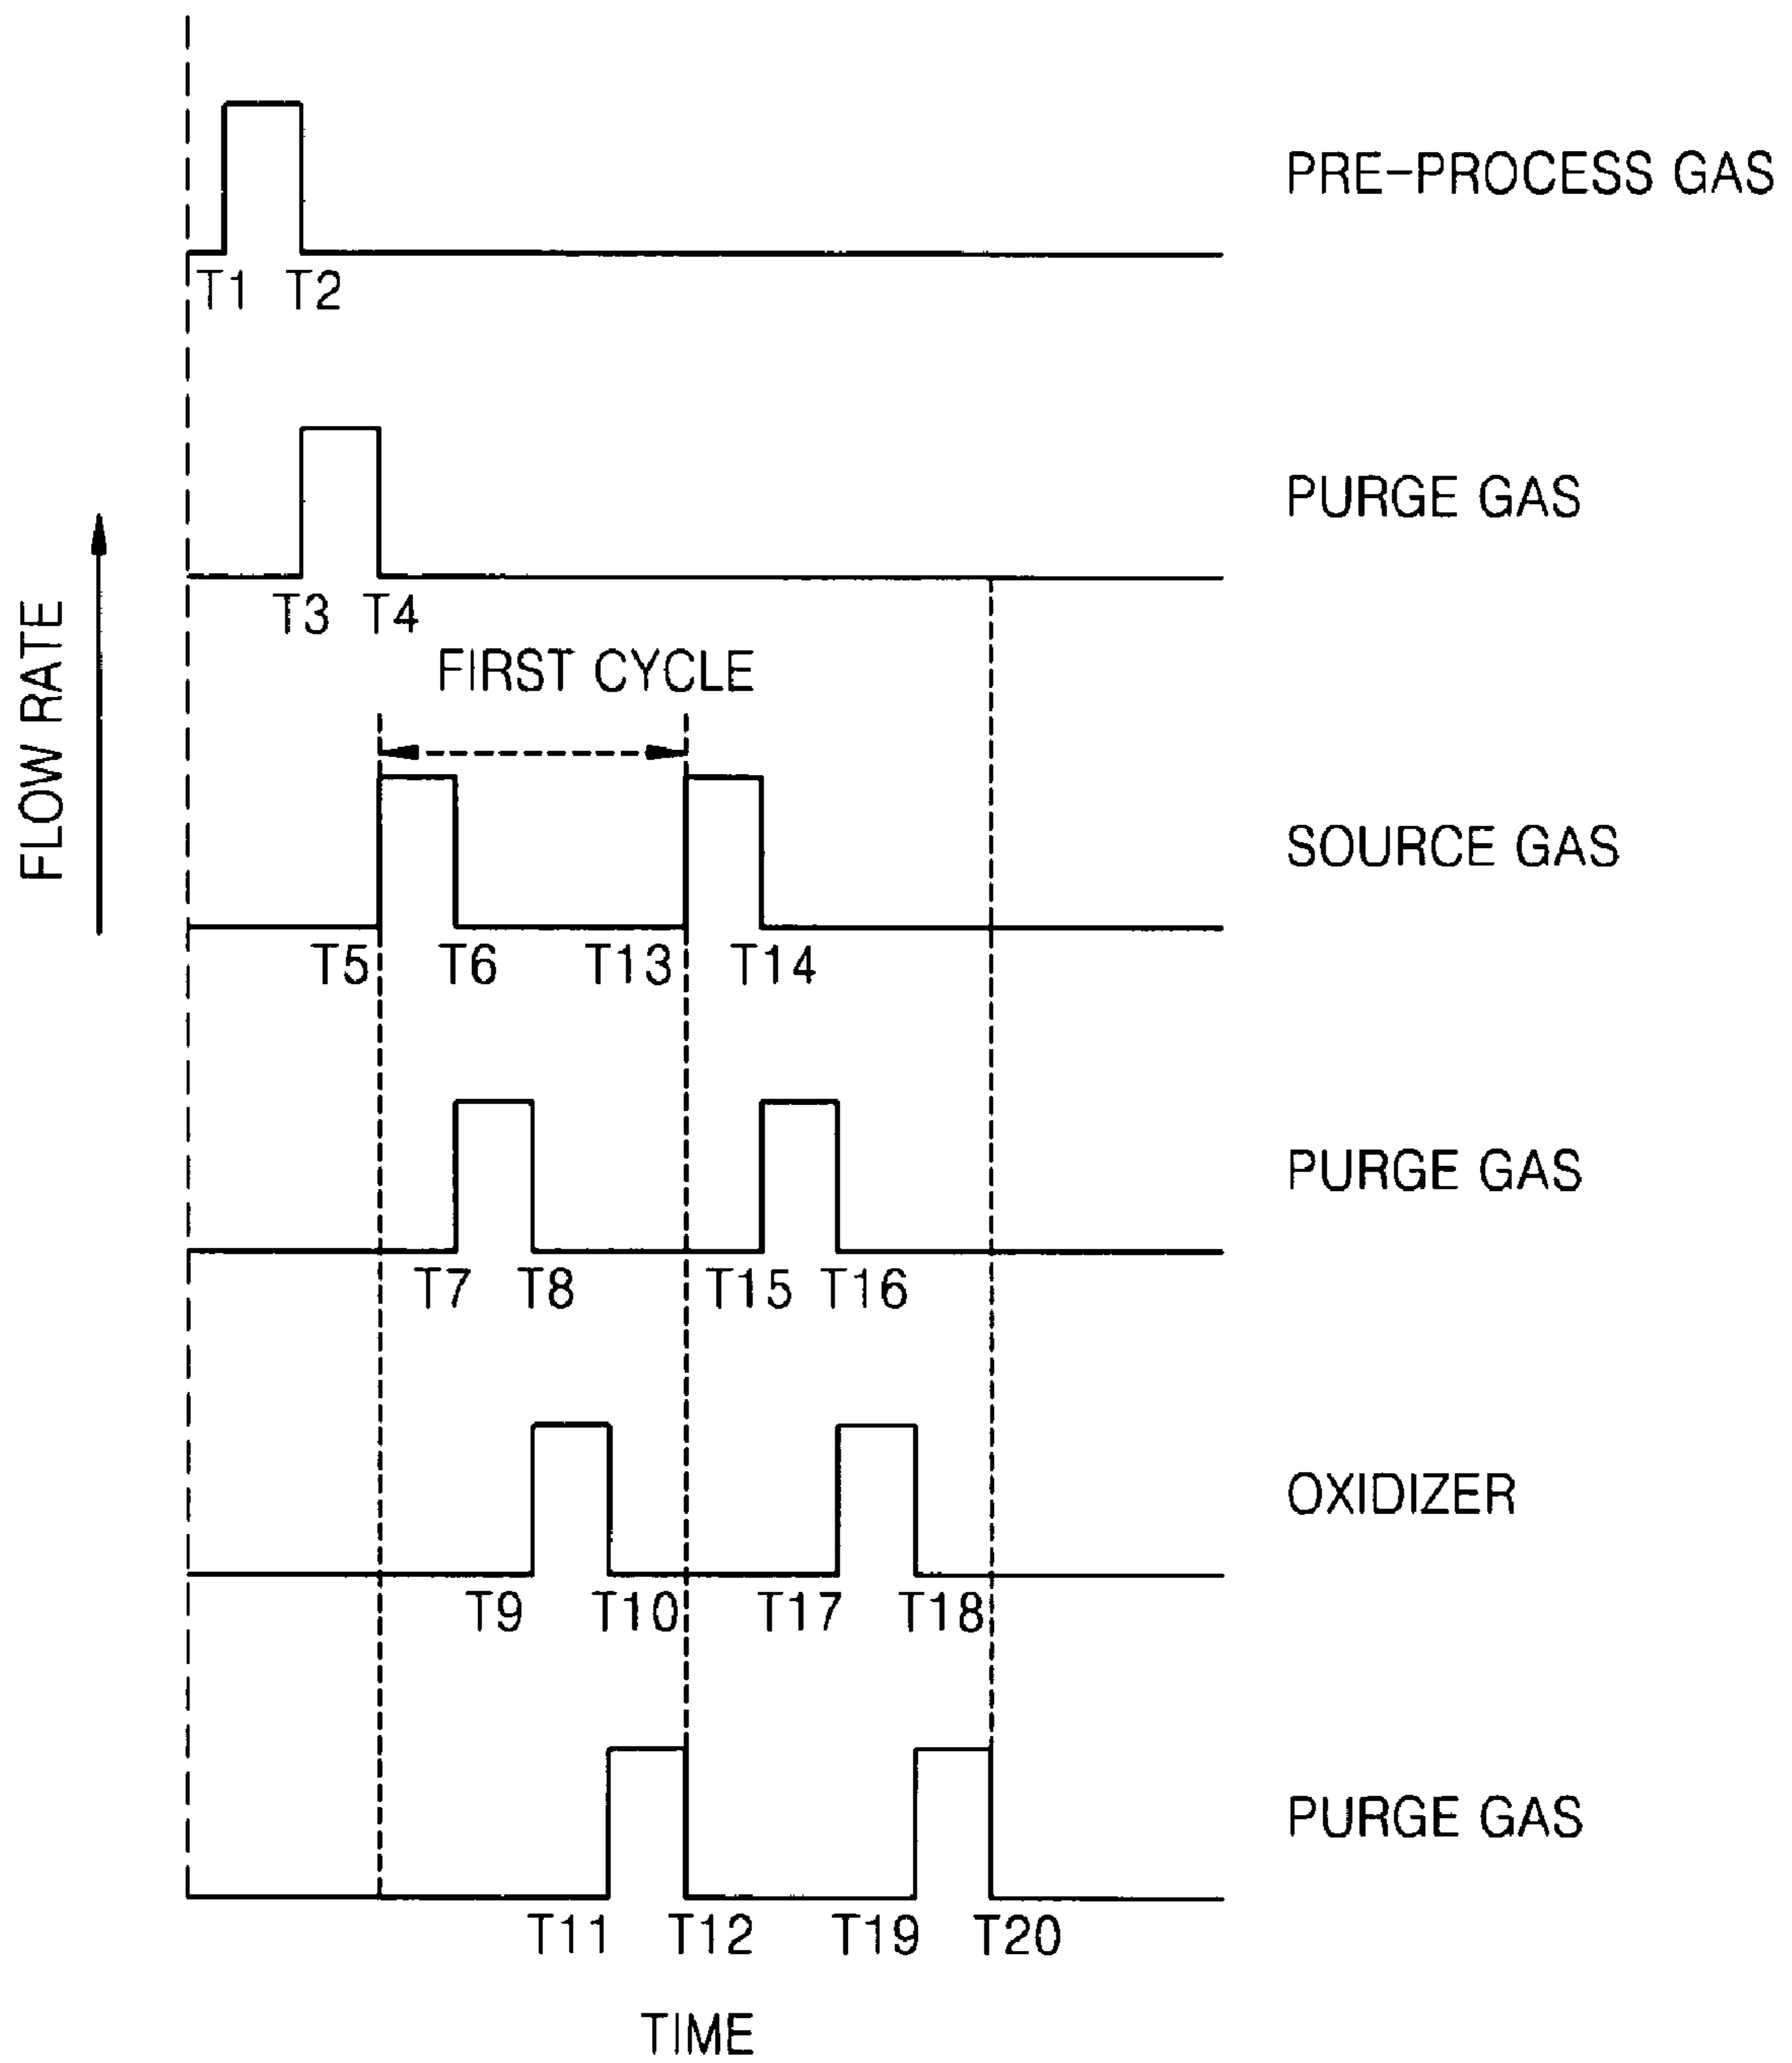 PRE-PROCESS GAS
T1 T2
PURGE GAS
T3 T4
FLOW RATE
FIRST CYCLE
SOURCE GAS
T5 T6 T13 T14
PURGE GAS
T7 T8 T15 T16
OXIDIZER
T9 T10 T17 T18
PURGE GAS
T11 T12 T19 T20
TIME